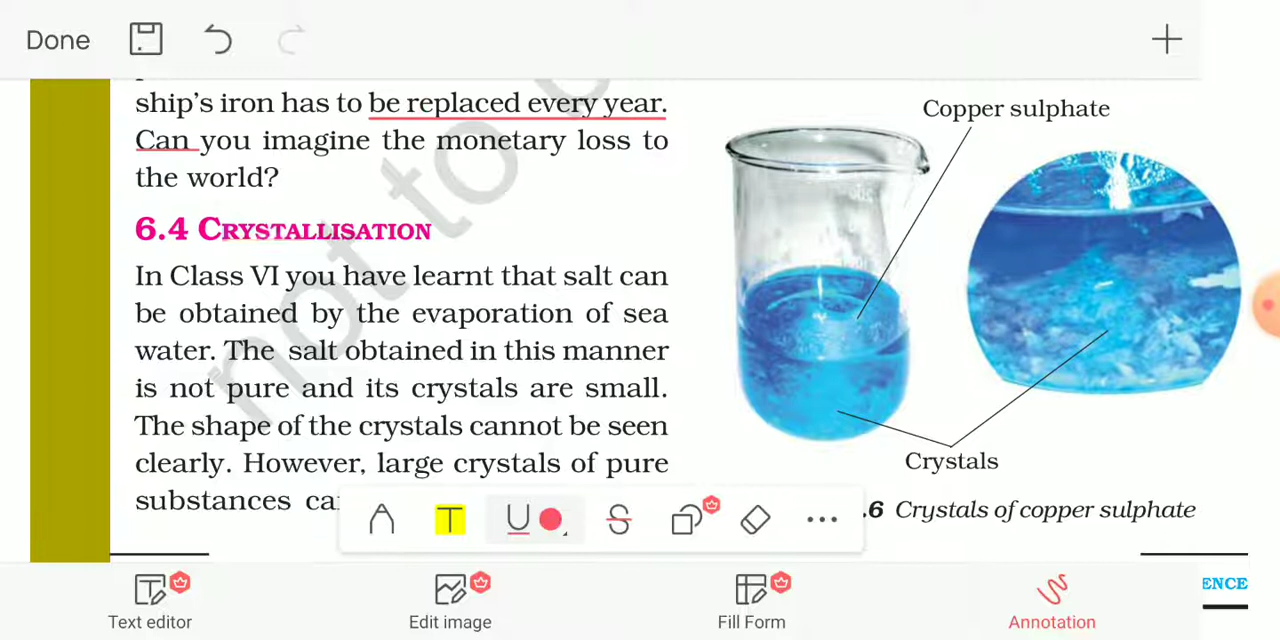 Done
ship's iron has to be replaced every year.
Can you imagine the monetary loss to
the world?
6.4 CRYSTALLISATION
In Class VI you have learnt that salt can
be obtained by the evaporation of sea
water. The salt obtained in this manner
is not pure and its crystals are small.
The shape of the crystals cannot be seen
clearly. However, large crystals of pure
substances
not to
Copper sulphate
Crystals
.6 Crystals of copper sulphate
ENCE
T
U
S
Text editor
Edit image
Fill Form
Annotation